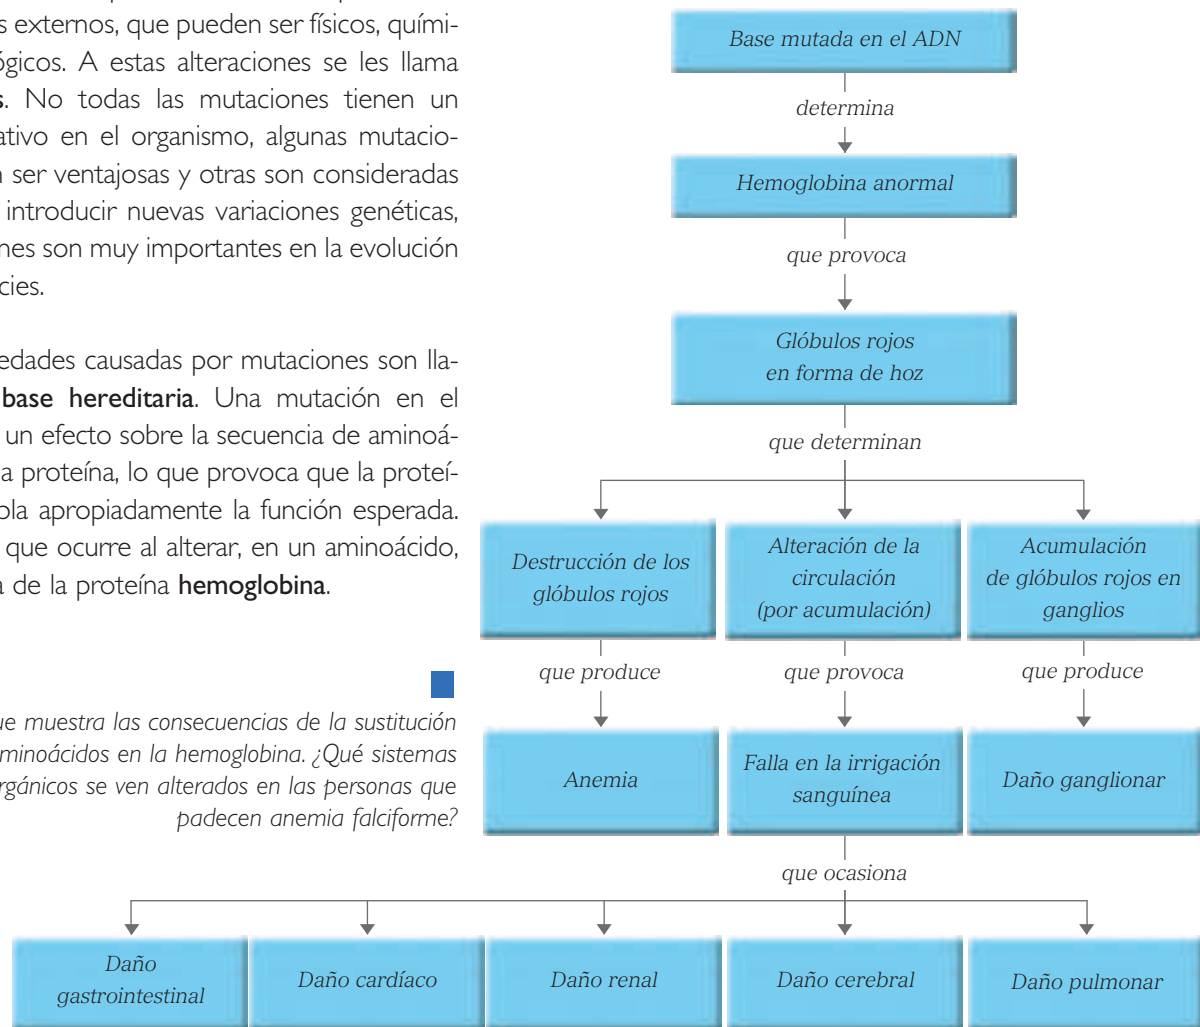 s externos, que pueden ser físicos, quími-
ógicos. A estas alteraciones se les llama
s. No todas las mutaciones tienen un
ativo en el organismo, algunas mutacio-
n ser ventajosas y otras son consideradas
introducir nuevas variaciones genéticas,
nes son muy importantes en la evolución
cies.
edades causadas por mutaciones son lla-
base hereditaria. Una mutación en el
un efecto sobre la secuencia de aminoá-
a proteína, lo que provoca que la proteí-
pla apropiadamente la función esperada.
que ocurre al alterar, en un aminoácido,
a de la proteína hemoglobina.
ue muestra las consecuencias de la sustitución
minoácidos en la hemoglobina. ¿Qué sistemas
rgánicos se ven alterados en las personas que
padecen anemia falciforme?
Base mutada en el ADN
determina
Hemoglobina anormal
que provoca
Glóbulos rojos
en forma de hoz
que determinan
Destrucción de los
glóbulos rojos
Alteración de la
circulación
(por acumulación)
Acumulación
de glóbulos rojos en
ganglios
que produce
que provoca
que produce
Anemia
Falla en la irrigación
sanguínea
Daño ganglionar
que ocasiona
Daño
gastrointestinal
Daño cardíaco
Daño renal
Daño cerebral
Daño pulmonar